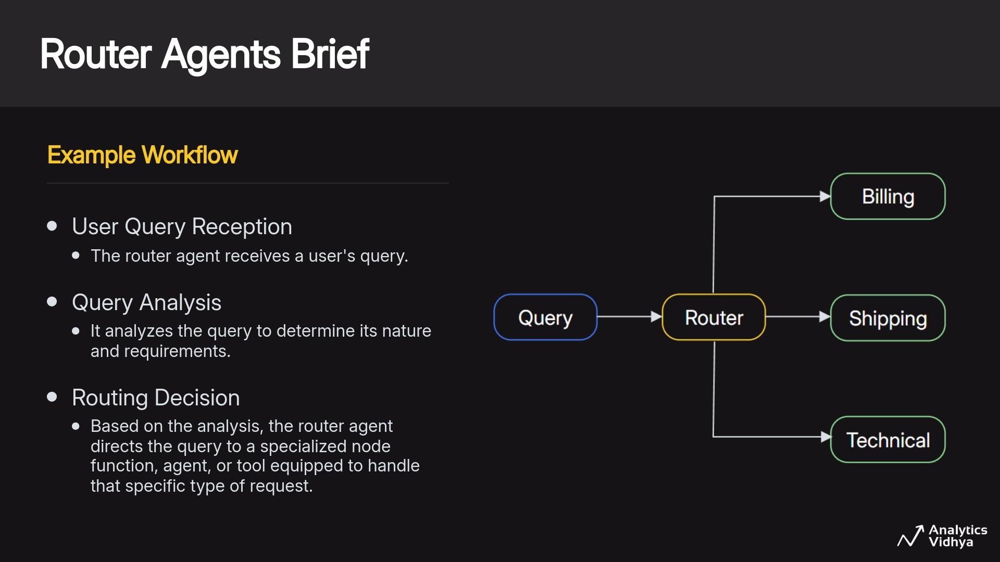 Router Agents Brief
Example Workflow
User Query Reception
The router agent receives a user's query.
Query Analysis
It analyzes the query to determine its nature
and requirements.
Routing Decision
Based on the analysis, the router agent
directs the query to a specialized node
function, agent, or tool equipped to handle
that specific type of request.
Billing
Query
Router
Shipping
Technical
Analytics
Vidhya